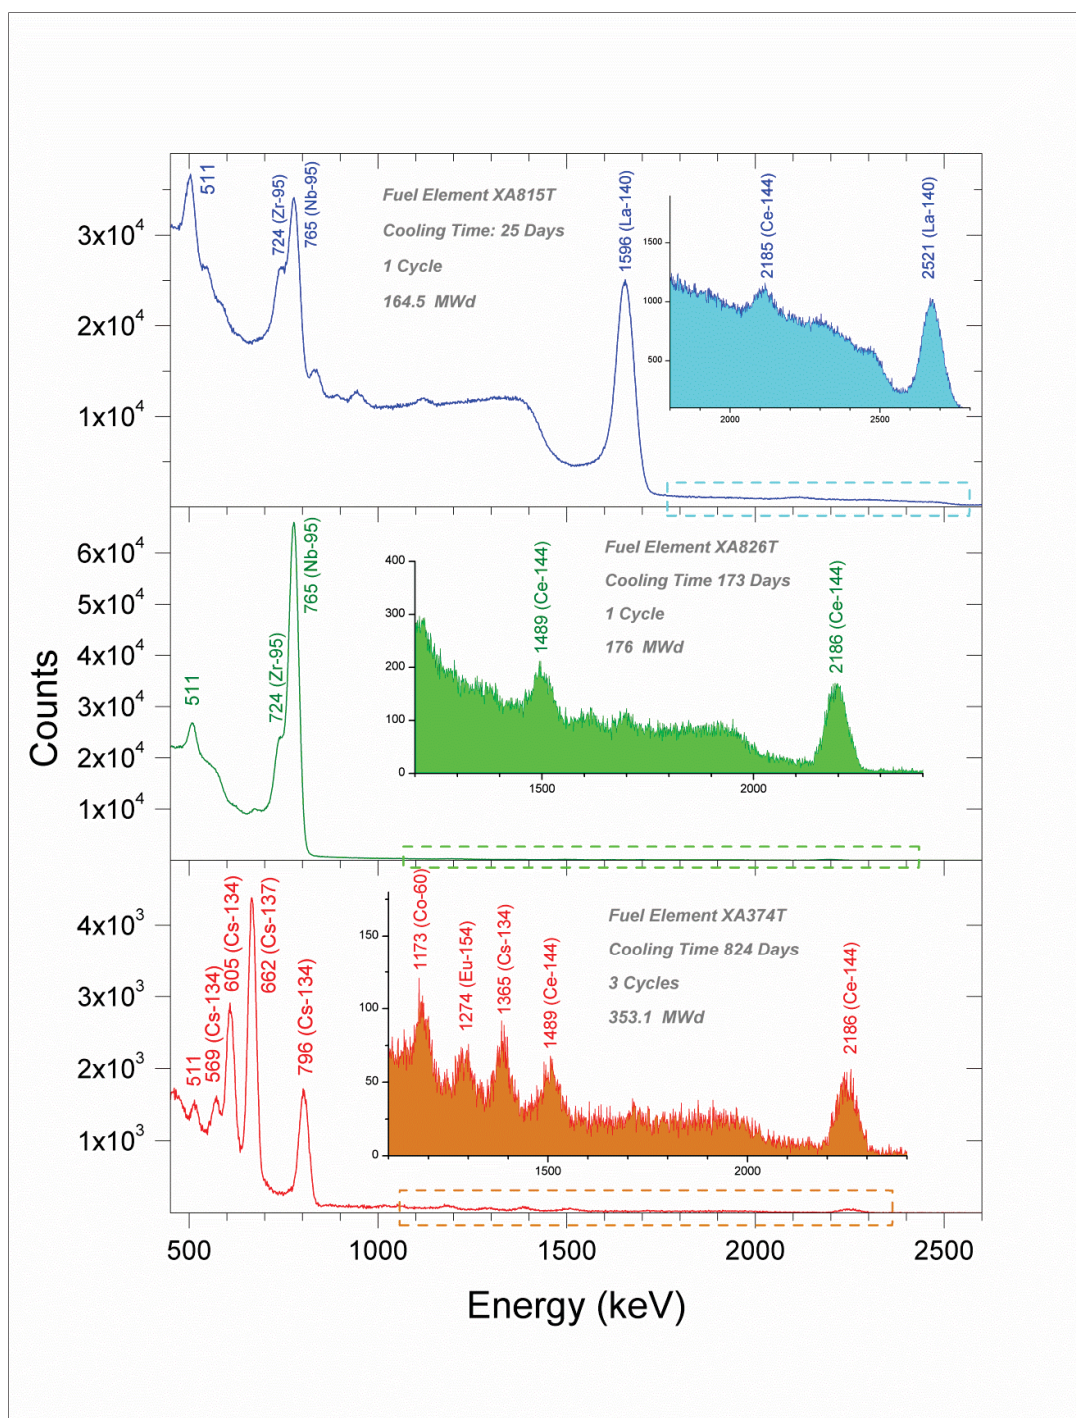 Counts
3x10⁴
2x10⁴
1x10⁴
511
724 (Zr-95)
765 (Nb-95)
Fuel Element XA815T
Cooling Time: 25 Days
1 Cycle
164.5 MWd
1596 (La-140)
1500
1000
500
2185 (Ce-144)
2521 (La-140)
2000
2500
6x10⁴
5x10⁴
4x10⁴
3x10⁴
2x10⁴
1x10⁴
511
724 (Zr-95)
765 (Nb-95)
400
300
200
100
0
1489 (Ce-144)
Fuel Element XA826T
Cooling Time 173 Days
1 Cycle
176 MWd
2186 (Ce-144)
1500
2000
4x10³
3x10³
2x10³
1x10³
511
569 (Cs-134)
605 (Cs-134)
662 (Cs-137)
796 (Cs-134)
150
100
50
0
1173 (Co-60)
1274 (Eu-154)
1365 (Cs-134)
1489 (Ce-144)
Fuel Element XA374T
Cooling Time 824 Days
3 Cycles
353.1 MWd
2186 (Ce-144)
1500
2000
500
1000
1500
2000
2500
Energy (keV)